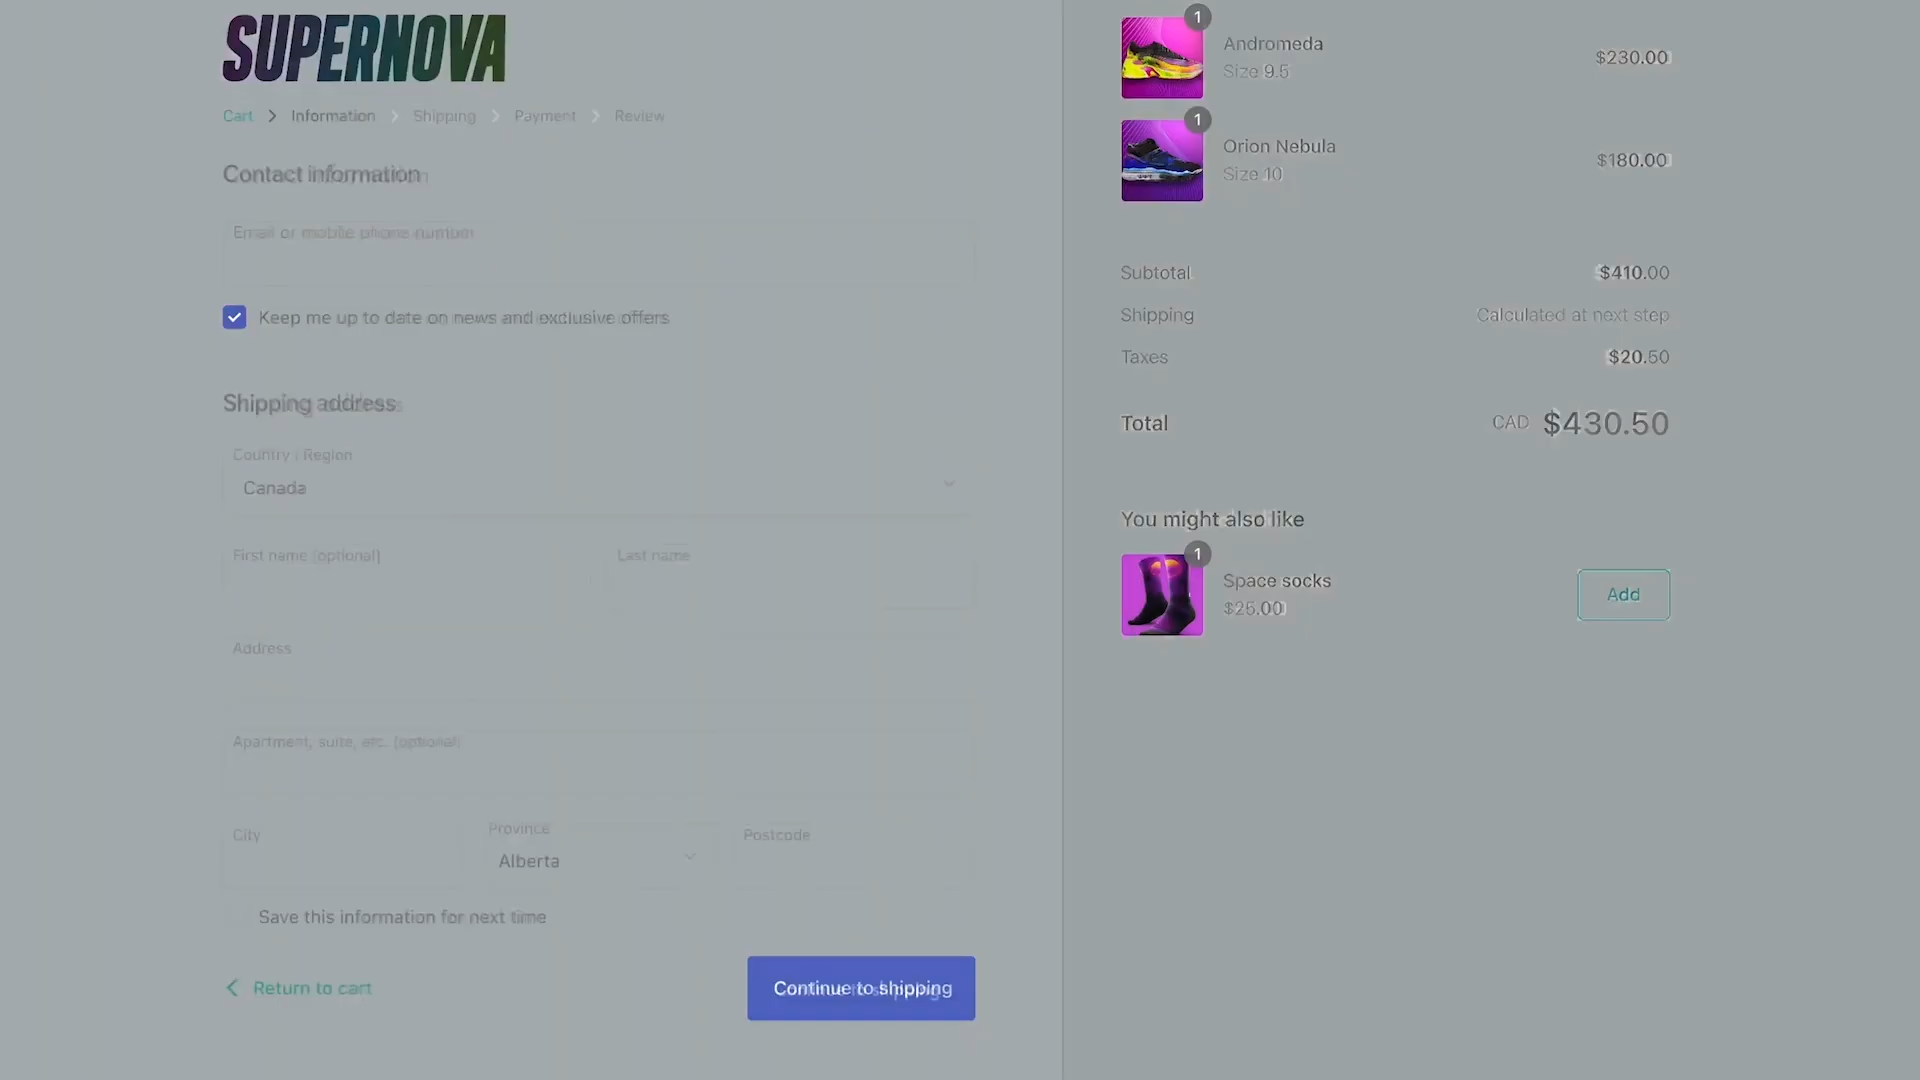 SUPERNOVA
Cart > Information > Shipping > Payment > Review
Contact information
Email or mobile phone number
Keep me up to date on news and exclusive offers
Shipping address
Country / Region
Canada
First name (optional)
Last name
Address
Apartment, suite, etc. (optional)
City
Province
Alberta
Postcode
Save this information for next time
Return to cart
Continue to shipping
1
Andromeda
Size 9.5
$230.00
1
Orion Nebula
Size 10
$180.00
Subtotal
$410.00
Shipping
Calculated at next step
Taxes
$20.50
Total
CAD $430.50
You might also like
1
Space socks
$25.00
Add